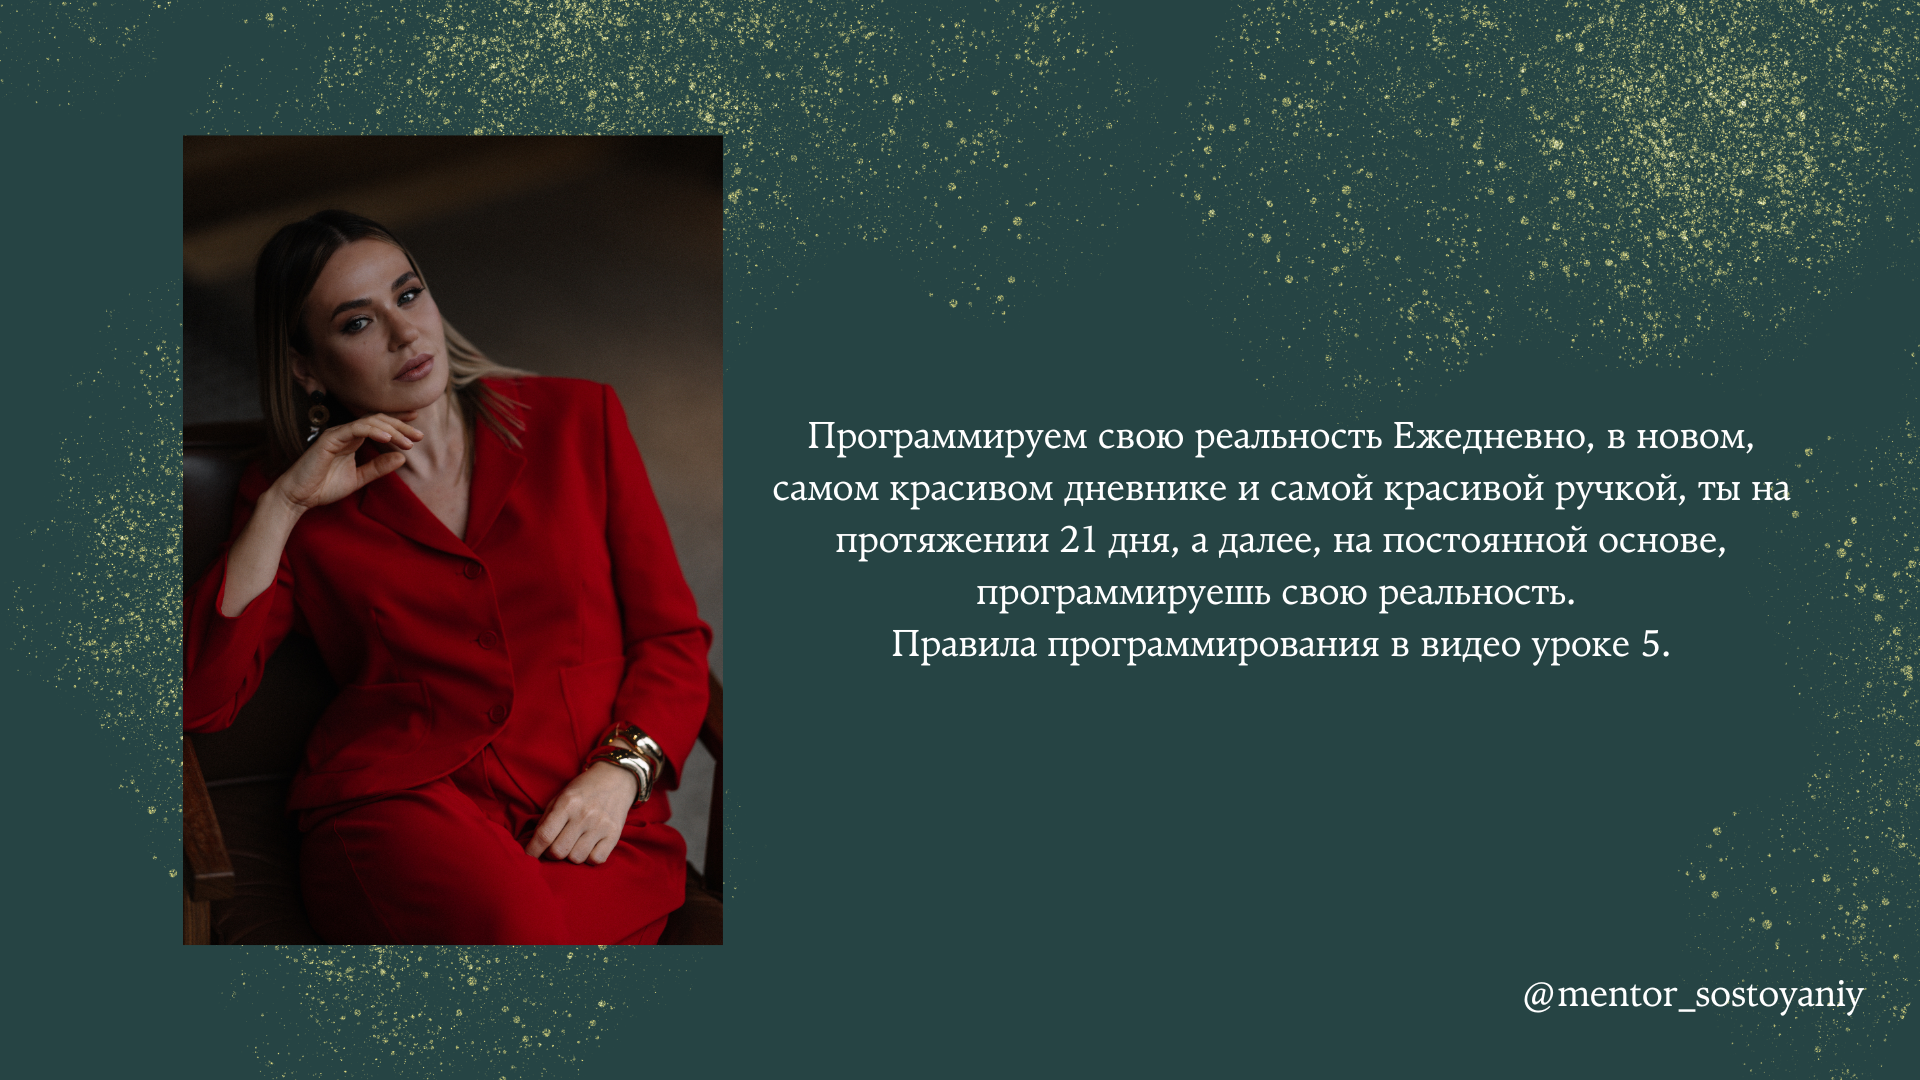 Программируем свою реальность Ежедневно, в новом,
самом красивом дневнике и самой красивой ручкой, ты на
протяжении 21 дня, а далее, на постоянной основе,
программируешь свою реальность.
Правила программирования в видео уроке 5.
@mentor_sostoyaniy